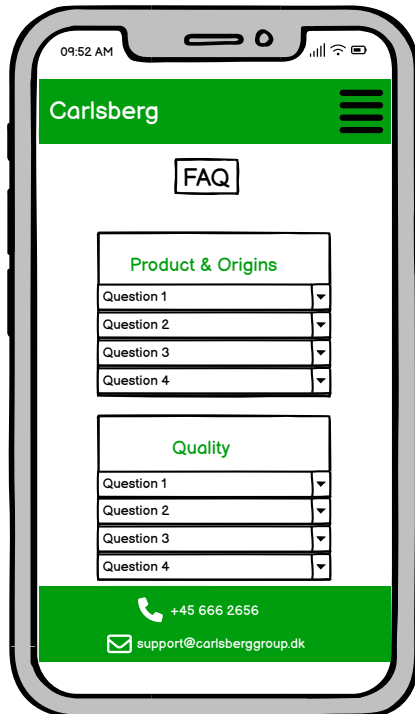 09:52 AM
Carlsberg
FAQ
Product & Origins
Question 1
Question 2
Question 3
Question 4
Quality
Question 1
Question 2
Question 3
Question 4
+45 666 2656
support@carlsberggroup.dk